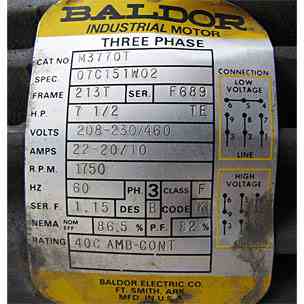 BALDOR
INDUSTRIAL MOTOR
THREE PHASE
CAT NO M3770T
SPEC. 07C151W02
FRAME 213T SER. F689
H.P. 7 1/2 TE
VOLTS 208-230/460
AMPS 22-20/10
R.P.M. 1750
HZ 60 PH 3 CLASS F
SER. F 1.15 DES B CODE
NEMA NOM EFF 86.5 % P.F. 82 %
RATING 40C AMB-CONT
CONNECTION
LOW
VOLTAGE
LINE
HIGH
VOLTAGE
BALDOR ELECTRIC CO.
FT. SMITH, ARK.
MFD. IN U.S.A.